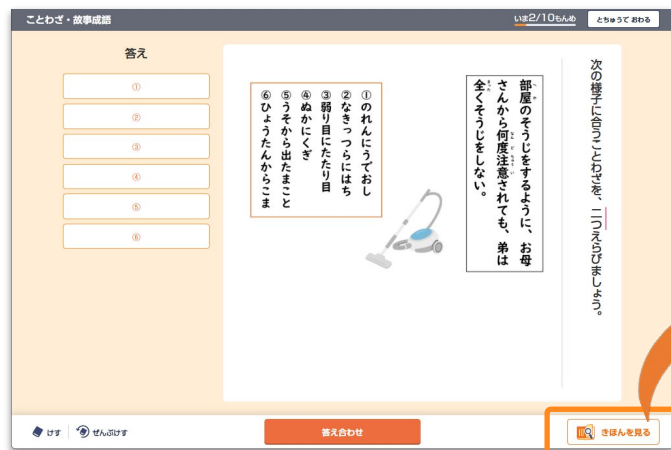 ことわざ・故事成語
いま2/10もんめ
とちゅうで おわる
答え
①
②
③
④
⑤
⑥
次の様子に合うことわざを、二つえらびましょう。
部屋のそうじをするように、お母
さんから何度注意されても、弟は
全くそうじをしない。
①のれんにうでおし
②なきっつらにはち
③弱り目にたたり目
④ぬかにくぎ
⑤うそから出たまこと
⑥ひょうたんからこま
けす
ぜんぶけす
答え合わせ
きほんを見る